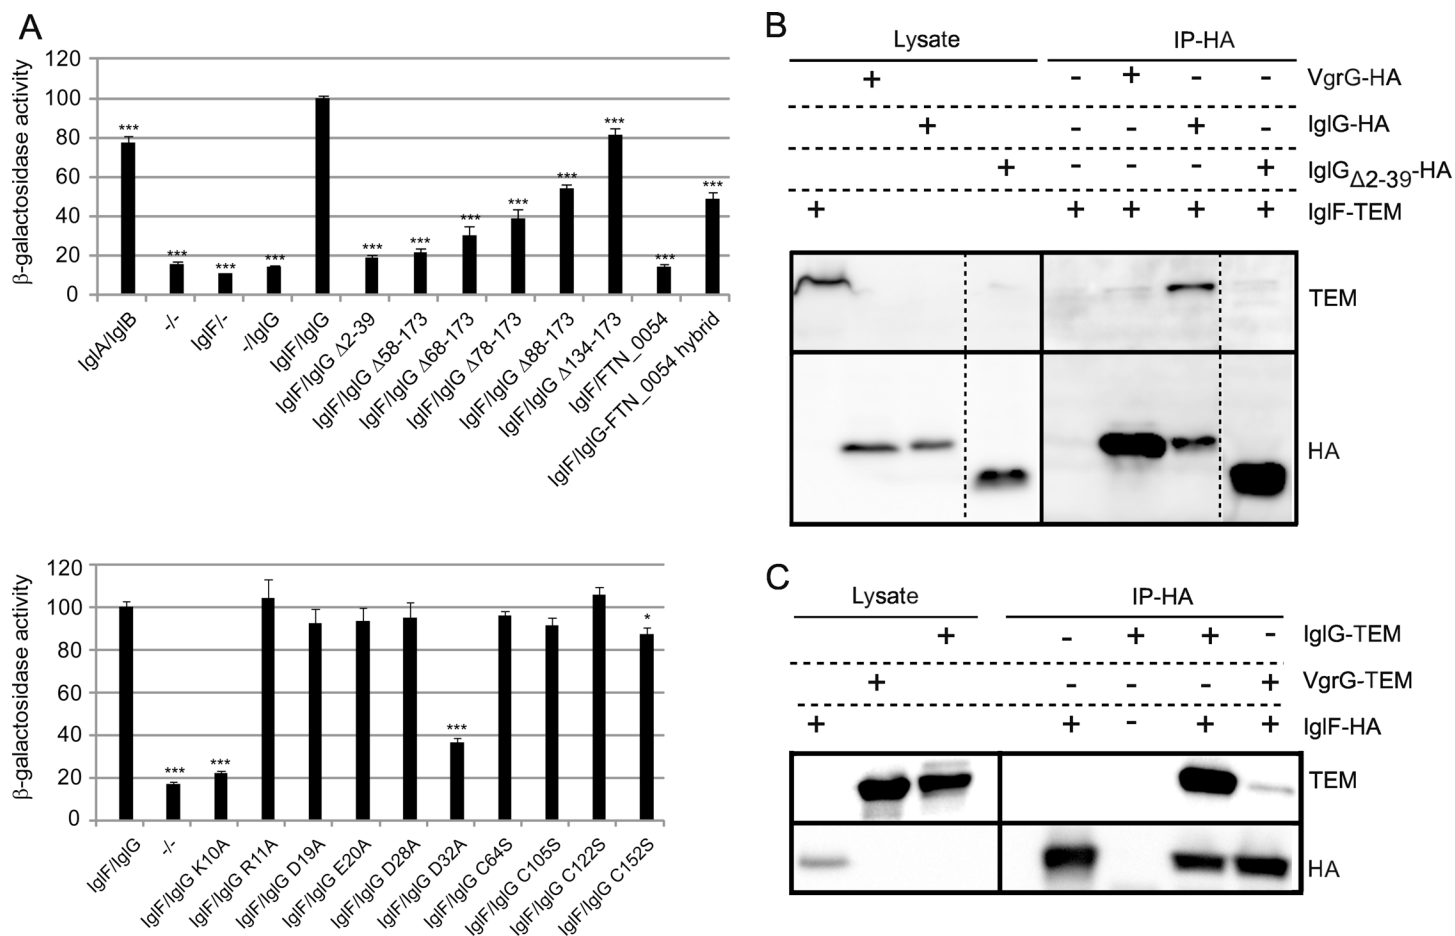 A
β-galactosidase activity
120
100
80
60
40
20
0
***
***
***
***
***
***
***
***
***
***
***
***
IglA/IglB
-/-
IglF/-
-/IglG
IglF/IglG
IglF/IglG Δ2-39
IglF/IglG Δ58-173
IglF/IglG Δ68-173
IglF/IglG Δ78-173
IglF/IglG Δ88-173
IglF/IglG Δ134-173
IglF/FTN_0054
IglF/IglG-FTN_0054 hybrid
β-galactosidase activity
120
100
80
60
40
20
0
***
***
***
*
IglF/IglG
-/-
IglF/IglG K10A
IglF/IglG R11A
IglF/IglG D19A
IglF/IglG E20A
IglF/IglG D28A
IglF/IglG D32A
IglF/IglG C64S
IglF/IglG C105S
IglF/IglG C122S
IglF/IglG C152S
B
Lysate IP-HA
+ - + - - VgrG-HA
+ - - + - IglG-HA
+ - - - + IglGΔ2-39-HA
+ + + + + IglF-TEM
TEM
HA
C
Lysate IP-HA
+ - + + - IglG-TEM
+ - - - + VgrG-TEM
+ + - + + IglF-HA
TEM
HA